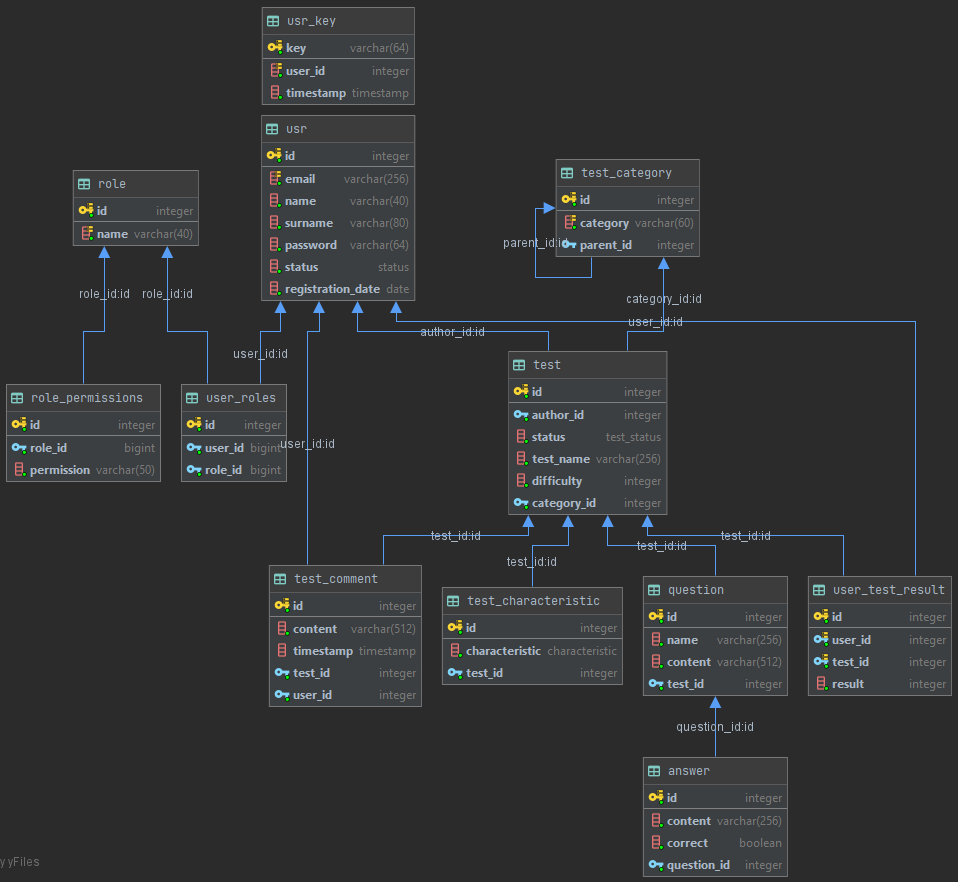 usr_key
key varchar(64)
user_id integer
timestamp timestamp
usr
id integer
email varchar(256)
name varchar(40)
surname varchar(80)
password varchar(64)
status status
registration_date date
role
id integer
name varchar(40)
test_category
id integer
category varchar(60)
parent_id integer
parent_id:id
role_id:id
role_id:id
category_id:id
user_id:id
author_id:id
user_id:id
user_id:id
role_permissions
id integer
role_id bigint
permission varchar(50)
user_roles
id integer
user_id bigint
role_id bigint
test
id integer
author_id integer
status test_status
test_name varchar(256)
difficulty integer
category_id integer
test_id:id
test_id:id
test_id:id
test_id:id
test_comment
id integer
content varchar(512)
timestamp timestamp
test_id integer
user_id integer
test_characteristic
id integer
characteristic characteristic
test_id integer
question
id integer
name varchar(256)
content varchar(512)
test_id integer
user_test_result
id integer
user_id integer
test_id integer
result integer
question_id:id
answer
id integer
content varchar(256)
correct boolean
question_id integer
y yFiles